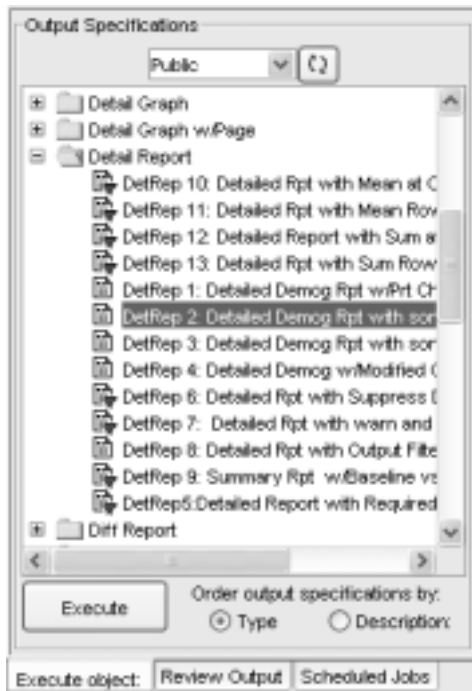 Output Specifications
Public
Detail Graph
Detail Graph w/Page
Detail Report
DetRep 10: Detailed Rpt with Mean at C
DetRep 11: Detailed Rpt with Mean Row
DetRep 12: Detailed Report with Sum a
DetRep 13: Detailed Rpt with Sum Row
DetRep 1: Detailed Demog Rpt w/Prt Ch
DetRep 2: Detailed Demog Rpt with sor
DetRep 3: Detailed Demog Rpt with sor
DetRep 4: Detailed Demog w/Modified C
DetRep 6: Detailed Rpt with Suppress D
DetRep 7: Detailed Rpt with warn and
DetRep 8: Detailed Rpt with Output Filte
DetRep 9: Summary Rpt w/Baseline vs
DetRep5:Detailed Report with Required
Diff Report
Execute
Order output specifications by:
Type
Description:
Execute object:
Review Output
Scheduled Jobs